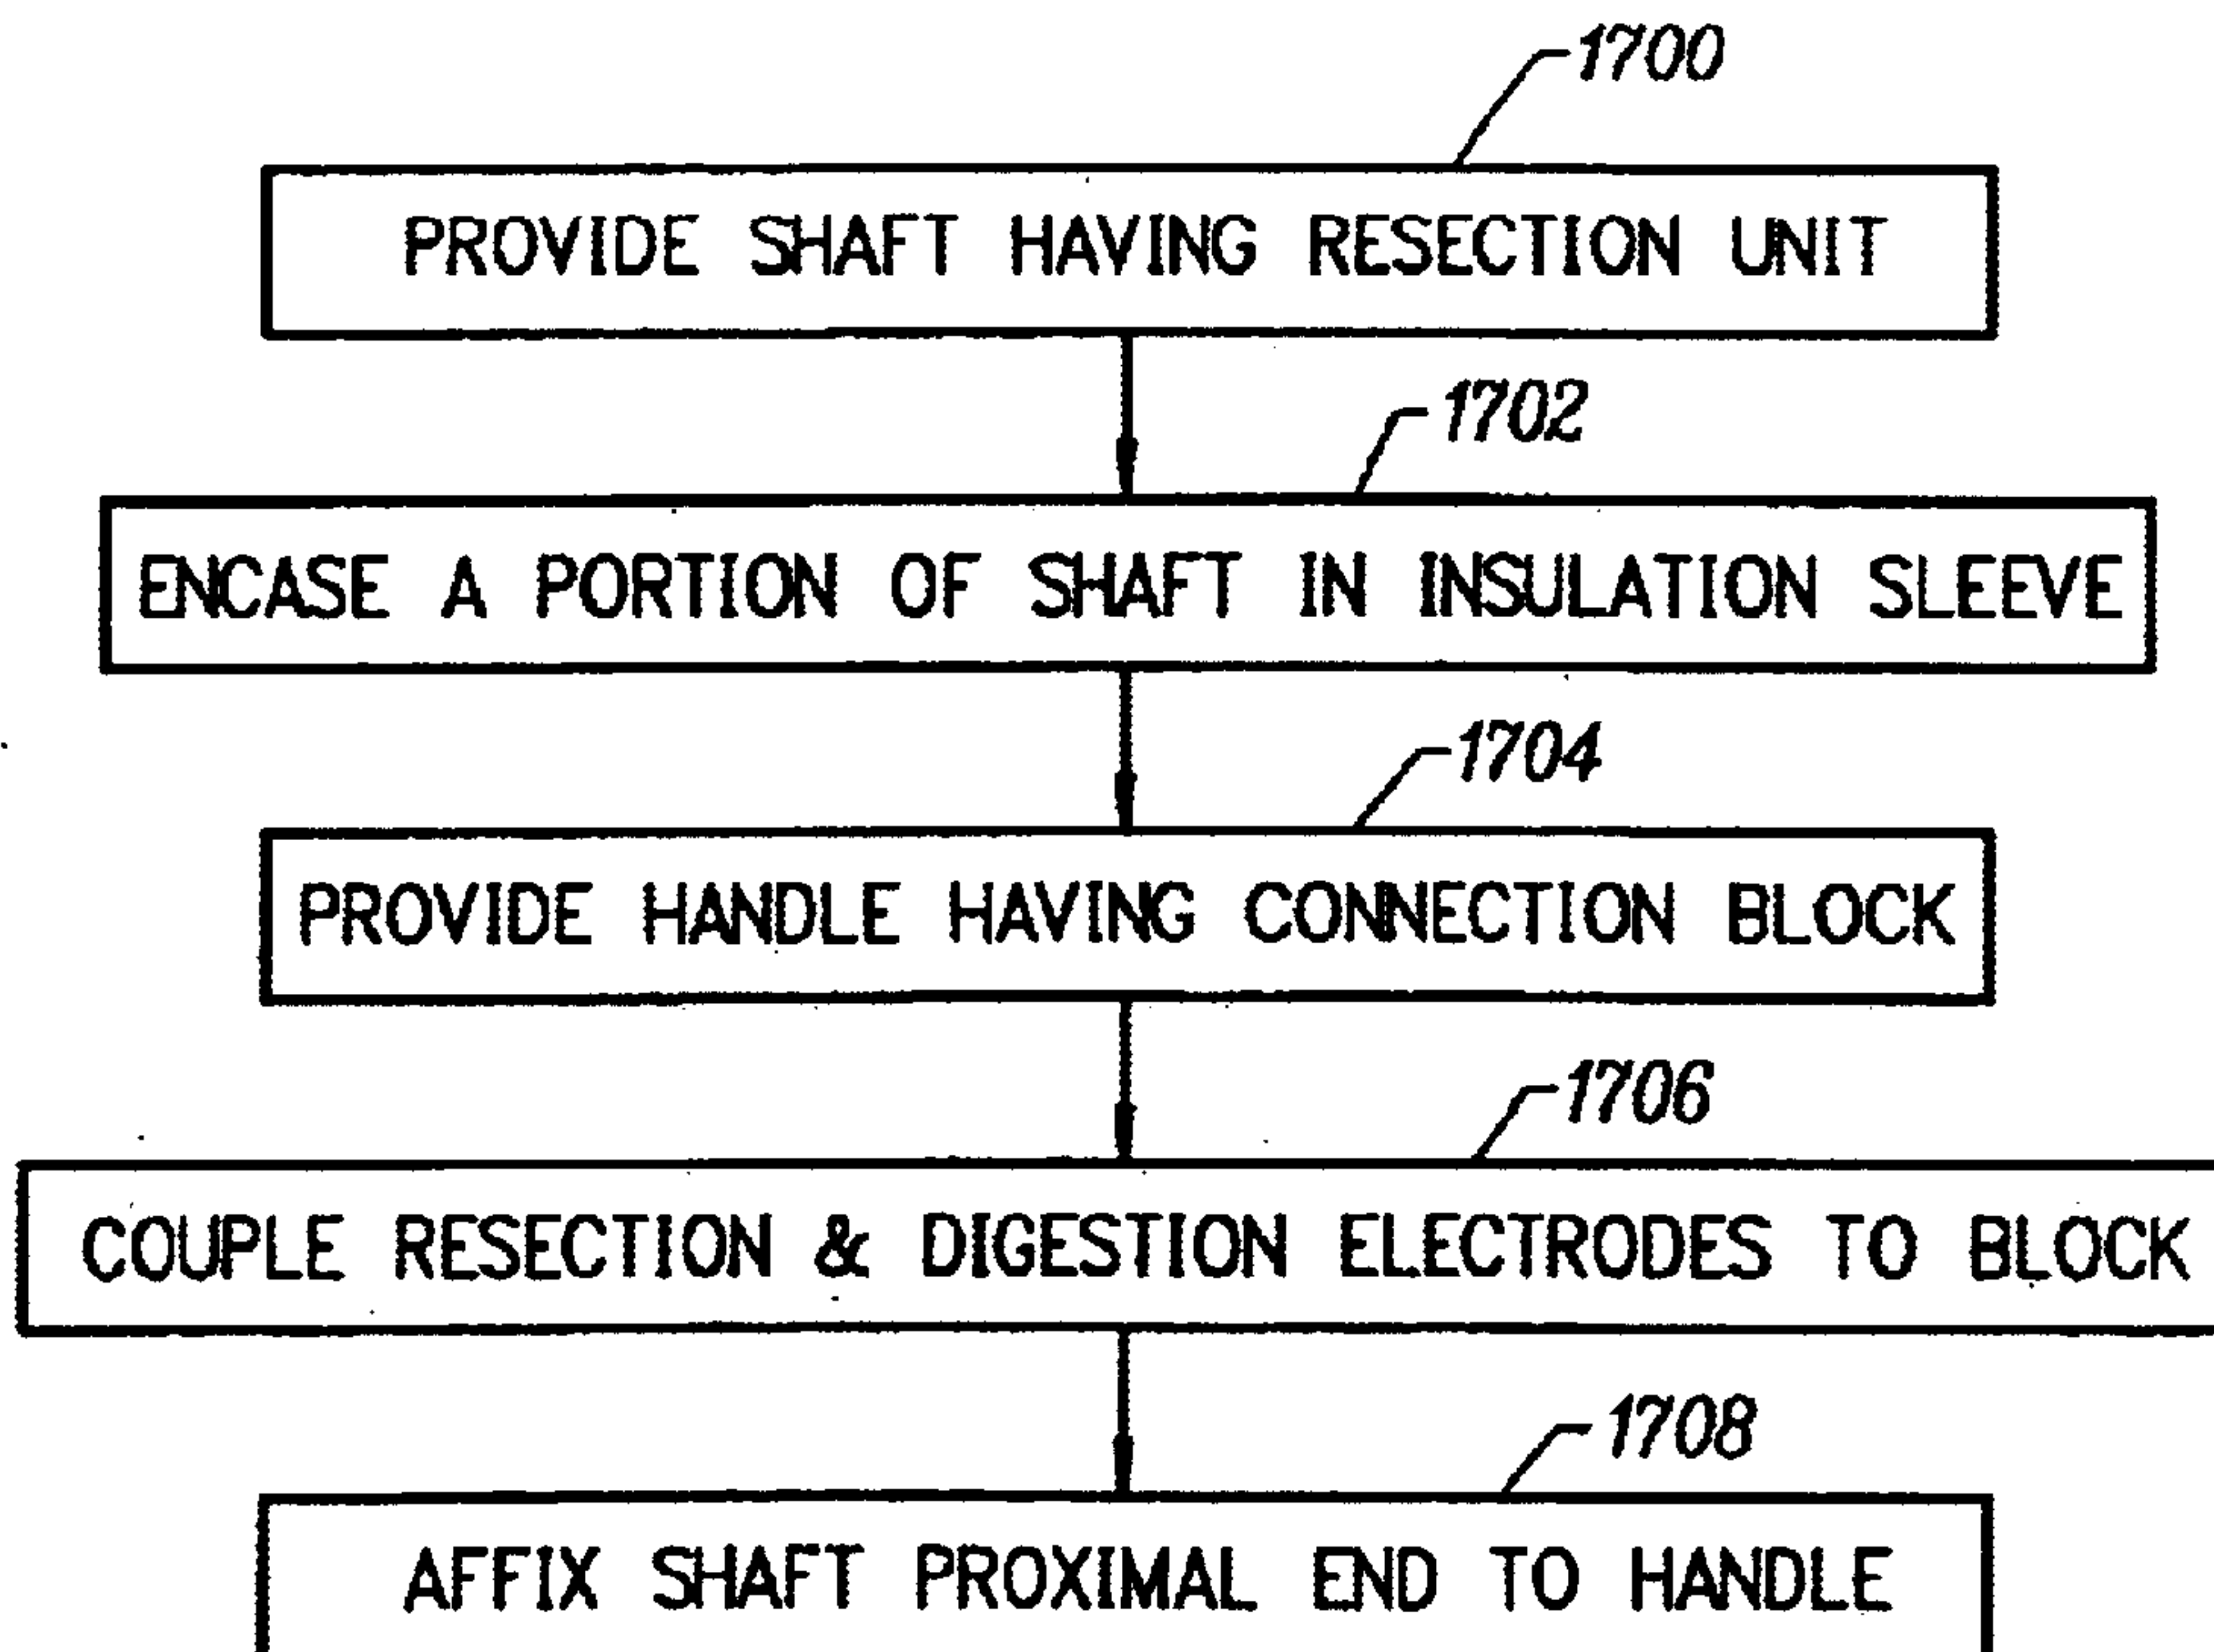 1700
PROVIDE SHAFT HAVING RESECTION UNIT
1702
ENCASE A PORTION OF SHAFT IN INSULATION SLEEVE
1704
PROVIDE HANDLE HAVING CONNECTION BLOCK
1706
COUPLE RESECTION & DIGESTION ELECTRODES TO BLOCK
1708
AFFIX SHAFT PROXIMAL END TO HANDLE